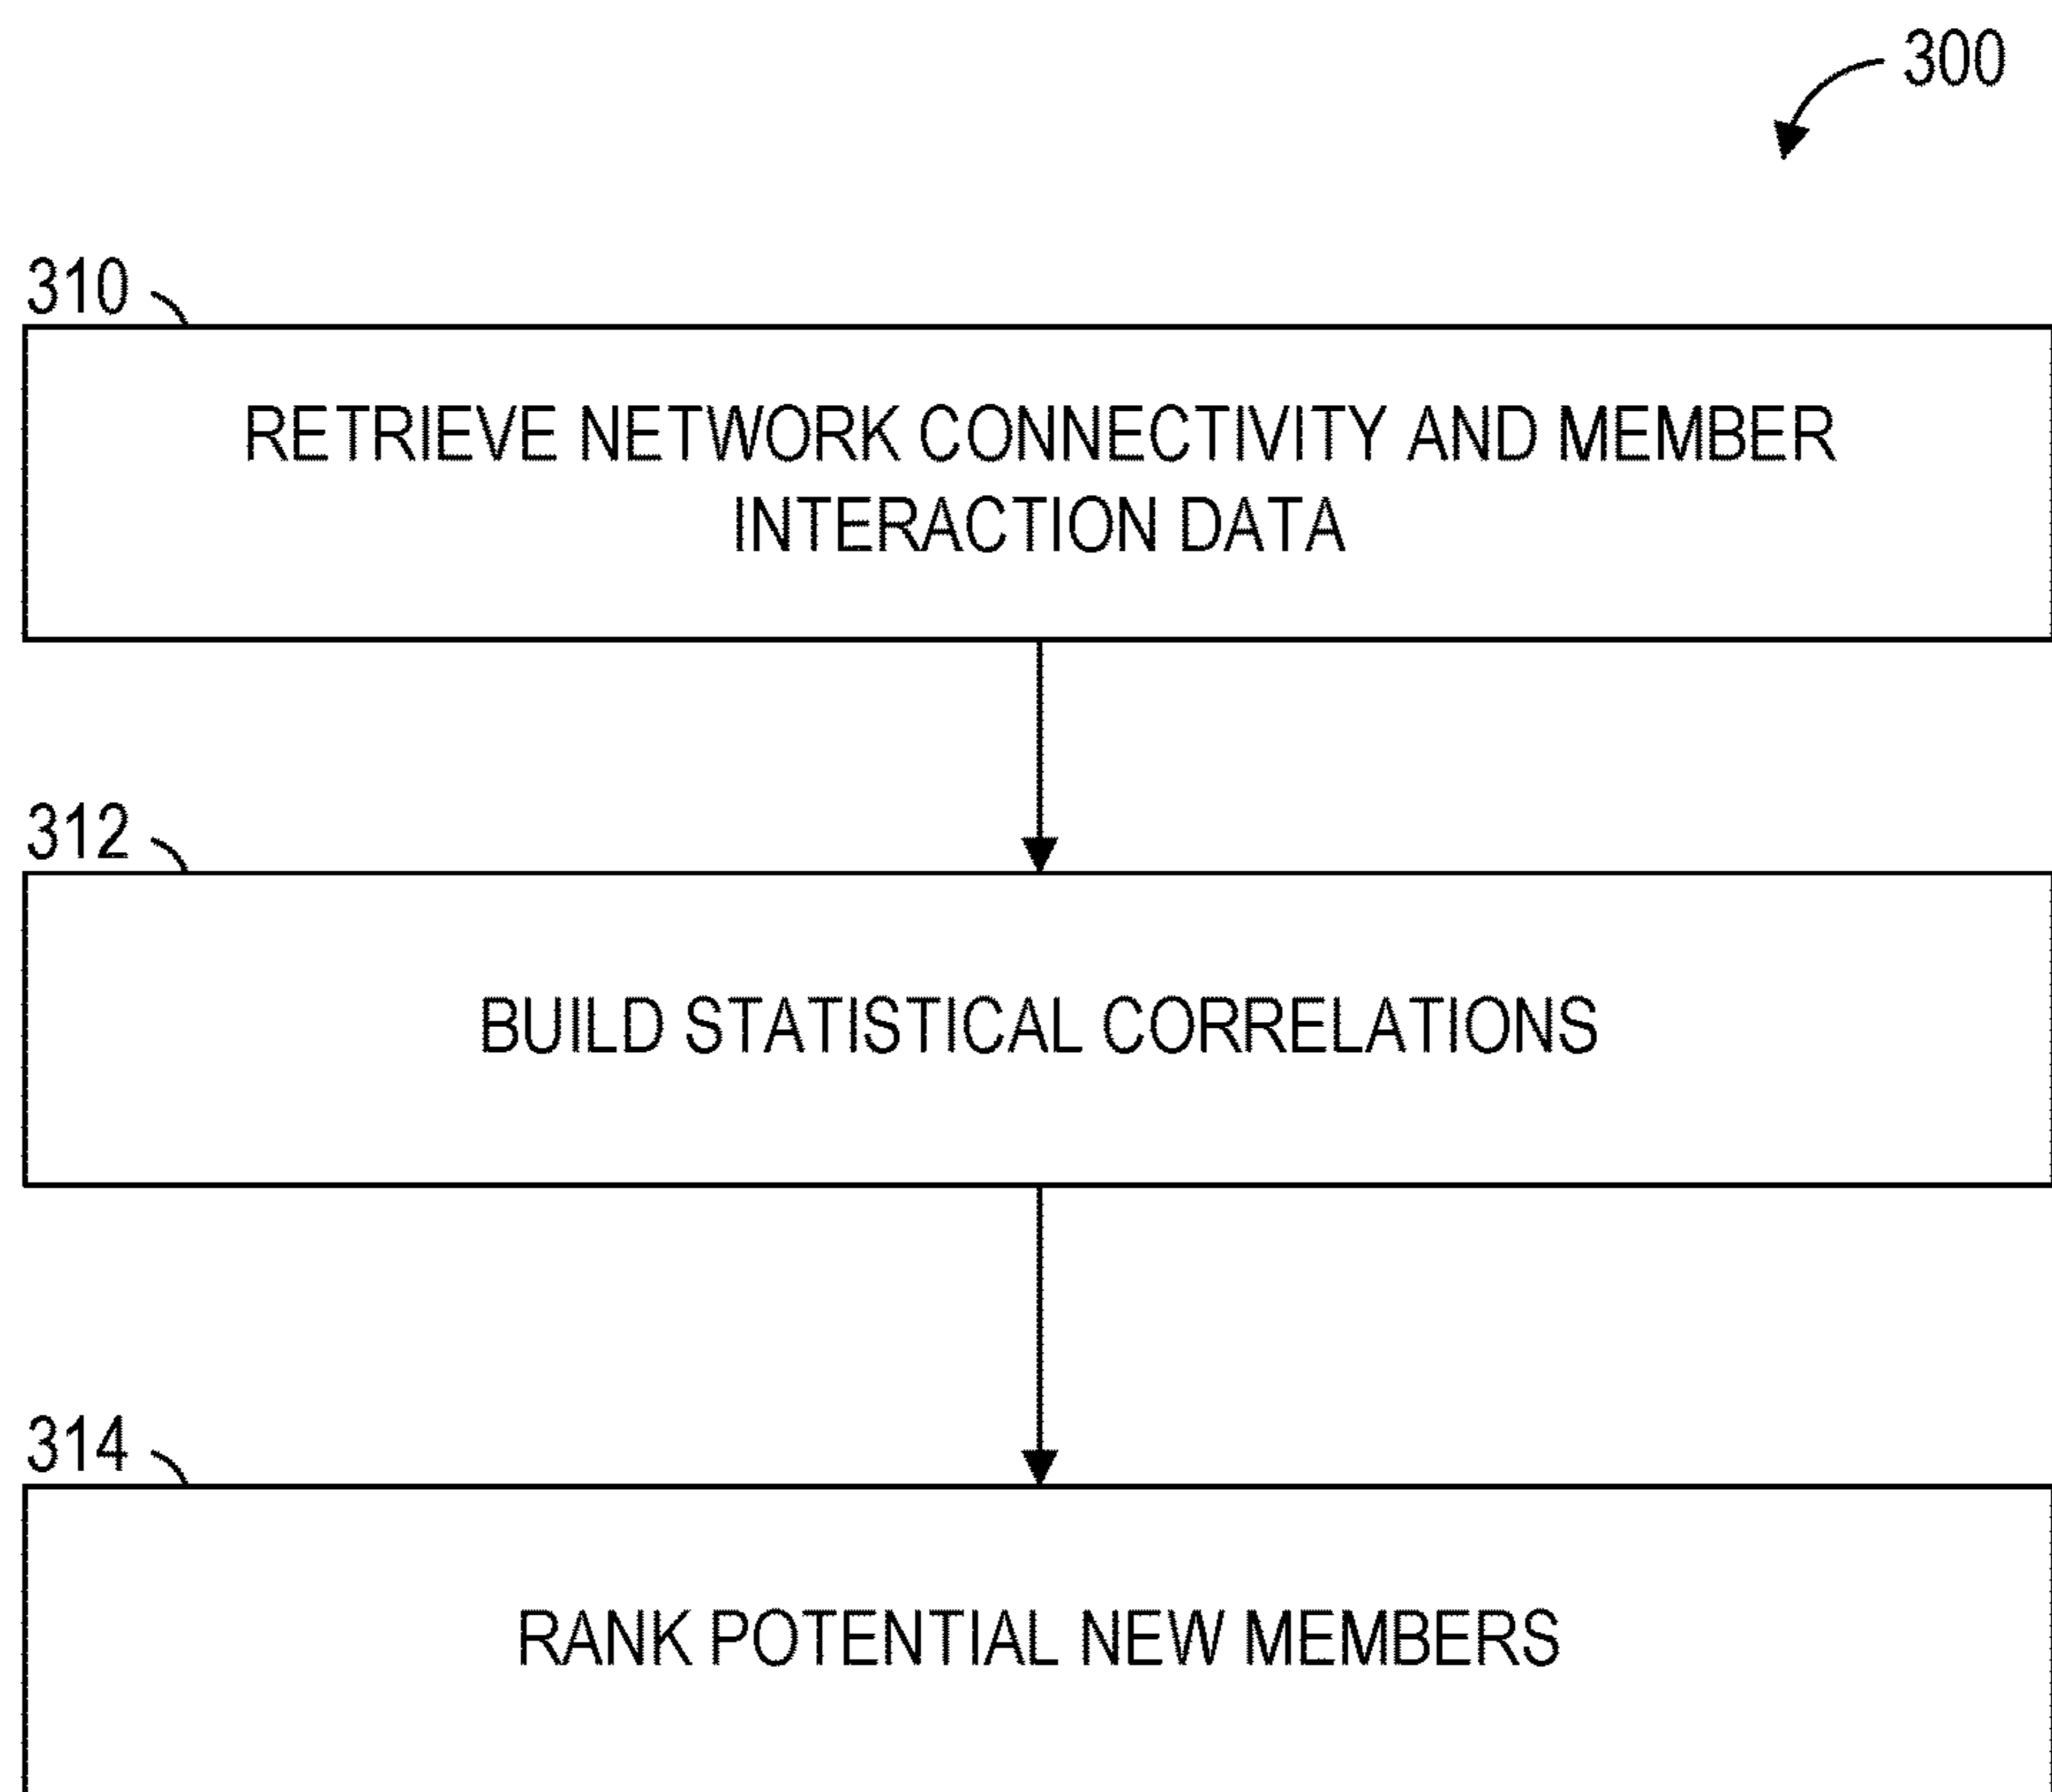 300
310
RETRIEVE NETWORK CONNECTIVITY AND MEMBER
INTERACTION DATA
312
BUILD STATISTICAL CORRELATIONS
314
RANK POTENTIAL NEW MEMBERS